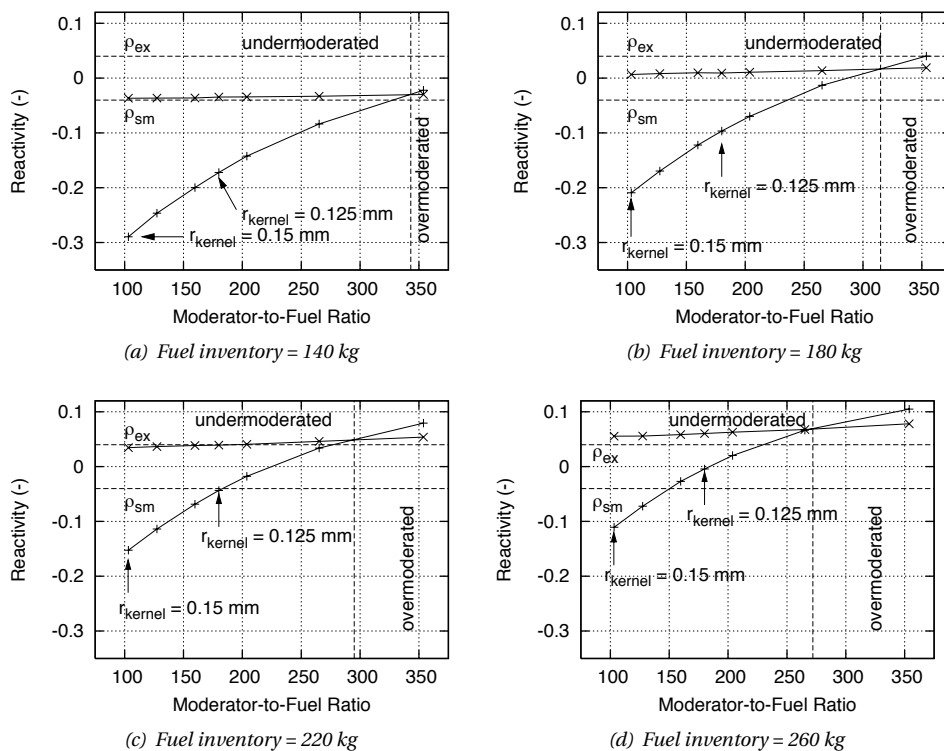 0.1
0
-0.1
-0.2
-0.3
Reactivity (-)
ρex
undermoderated
ρsm
rkernel = 0.125 mm
rkernel = 0.15 mm
overmoderated
100 150 200 250 300 350
Moderator-to-Fuel Ratio
(a) Fuel inventory = 140 kg
0.1
0
-0.1
-0.2
-0.3
Reactivity (-)
ρex
undermoderated
ρsm
rkernel = 0.125 mm
rkernel = 0.15 mm
overmoderated
100 150 200 250 300 350
Moderator-to-Fuel Ratio
(b) Fuel inventory = 180 kg
0.1
0
-0.1
-0.2
-0.3
Reactivity (-)
undermoderated
ρex
ρsm
rkernel = 0.125 mm
rkernel = 0.15 mm
overmoderated
100 150 200 250 300 350
Moderator-to-Fuel Ratio
(c) Fuel inventory = 220 kg
0.1
0
-0.1
-0.2
-0.3
Reactivity (-)
undermoderated
ρex
ρsm
rkernel = 0.125 mm
rkernel = 0.15 mm
overmoderated
100 150 200 250 300 350
Moderator-to-Fuel Ratio
(d) Fuel inventory = 260 kg